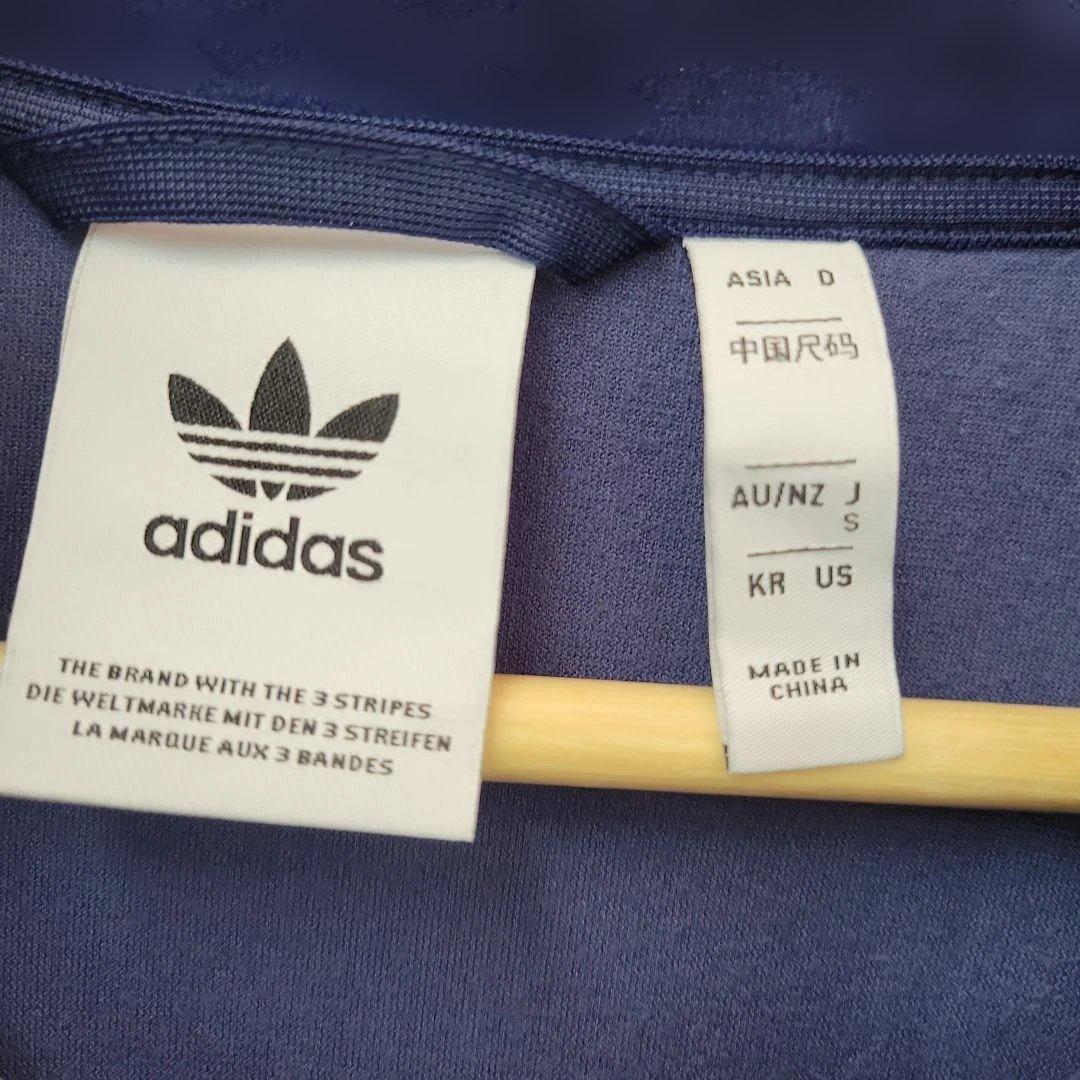 adidas
THE BRAND WITH THE 3 STRIPES
DIE WELTMARKE MIT DEN 3 STREIFEN
LA MARQUE AUX 3 BANDES
ASIA D
中国尺码
AU/NZ J
S
KR US
MADE IN
CHINA